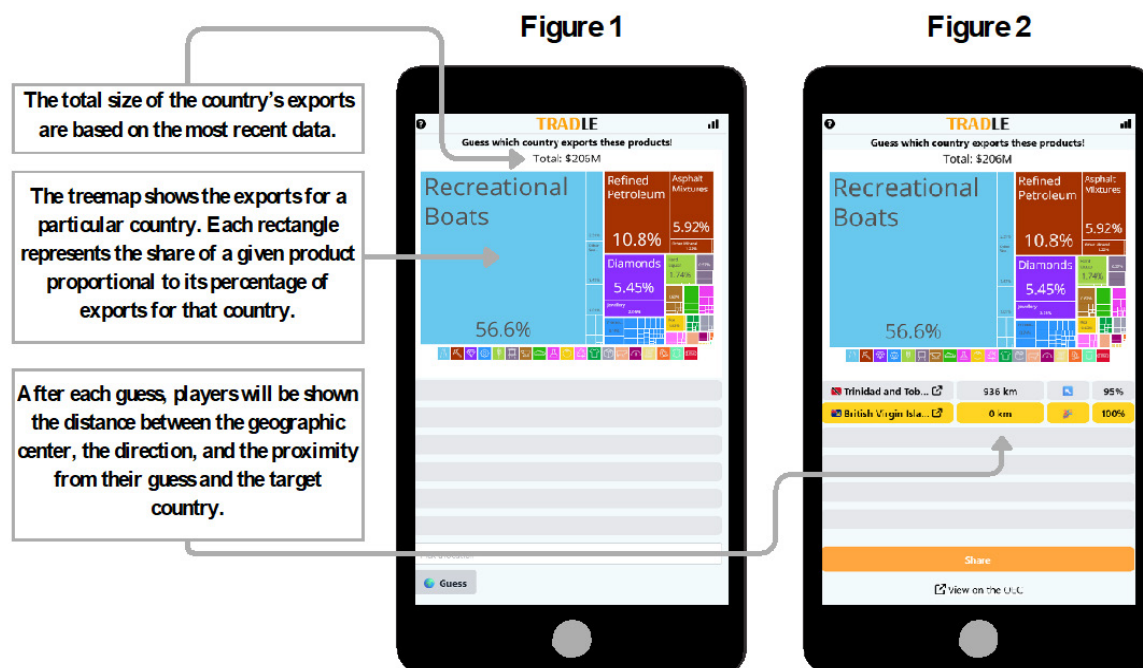 Figure 1
Figure 2
The total size of the country's exports
are based on the most recent data.
The treemap shows the exports for a
particular country. Each rectangle
represents the share of a given product
proportional to its percentage of
exports for that country.
After each guess, players will be shown
the distance between the geographic
center, the direction, and the proximity
from their guess and the target
country.
TRADLE
Guess which country exports these products!
Total: $206M
Recreational
Boats
56.6%
Refined
Petroleum
10.8%
Asphalt
Mixtures
5.92%
Diamonds
5.45%
Jewellery
1.74%
Guess
TRADLE
Guess which country exports these products!
Total: $206M
Recreational
Boats
56.6%
Refined
Petroleum
10.8%
Asphalt
Mixtures
5.92%
Diamonds
5.45%
1.74%
Trinidad and Tob... 936 km 95%
British Virgin Isla... 0 km 100%
Share
View on the OEC